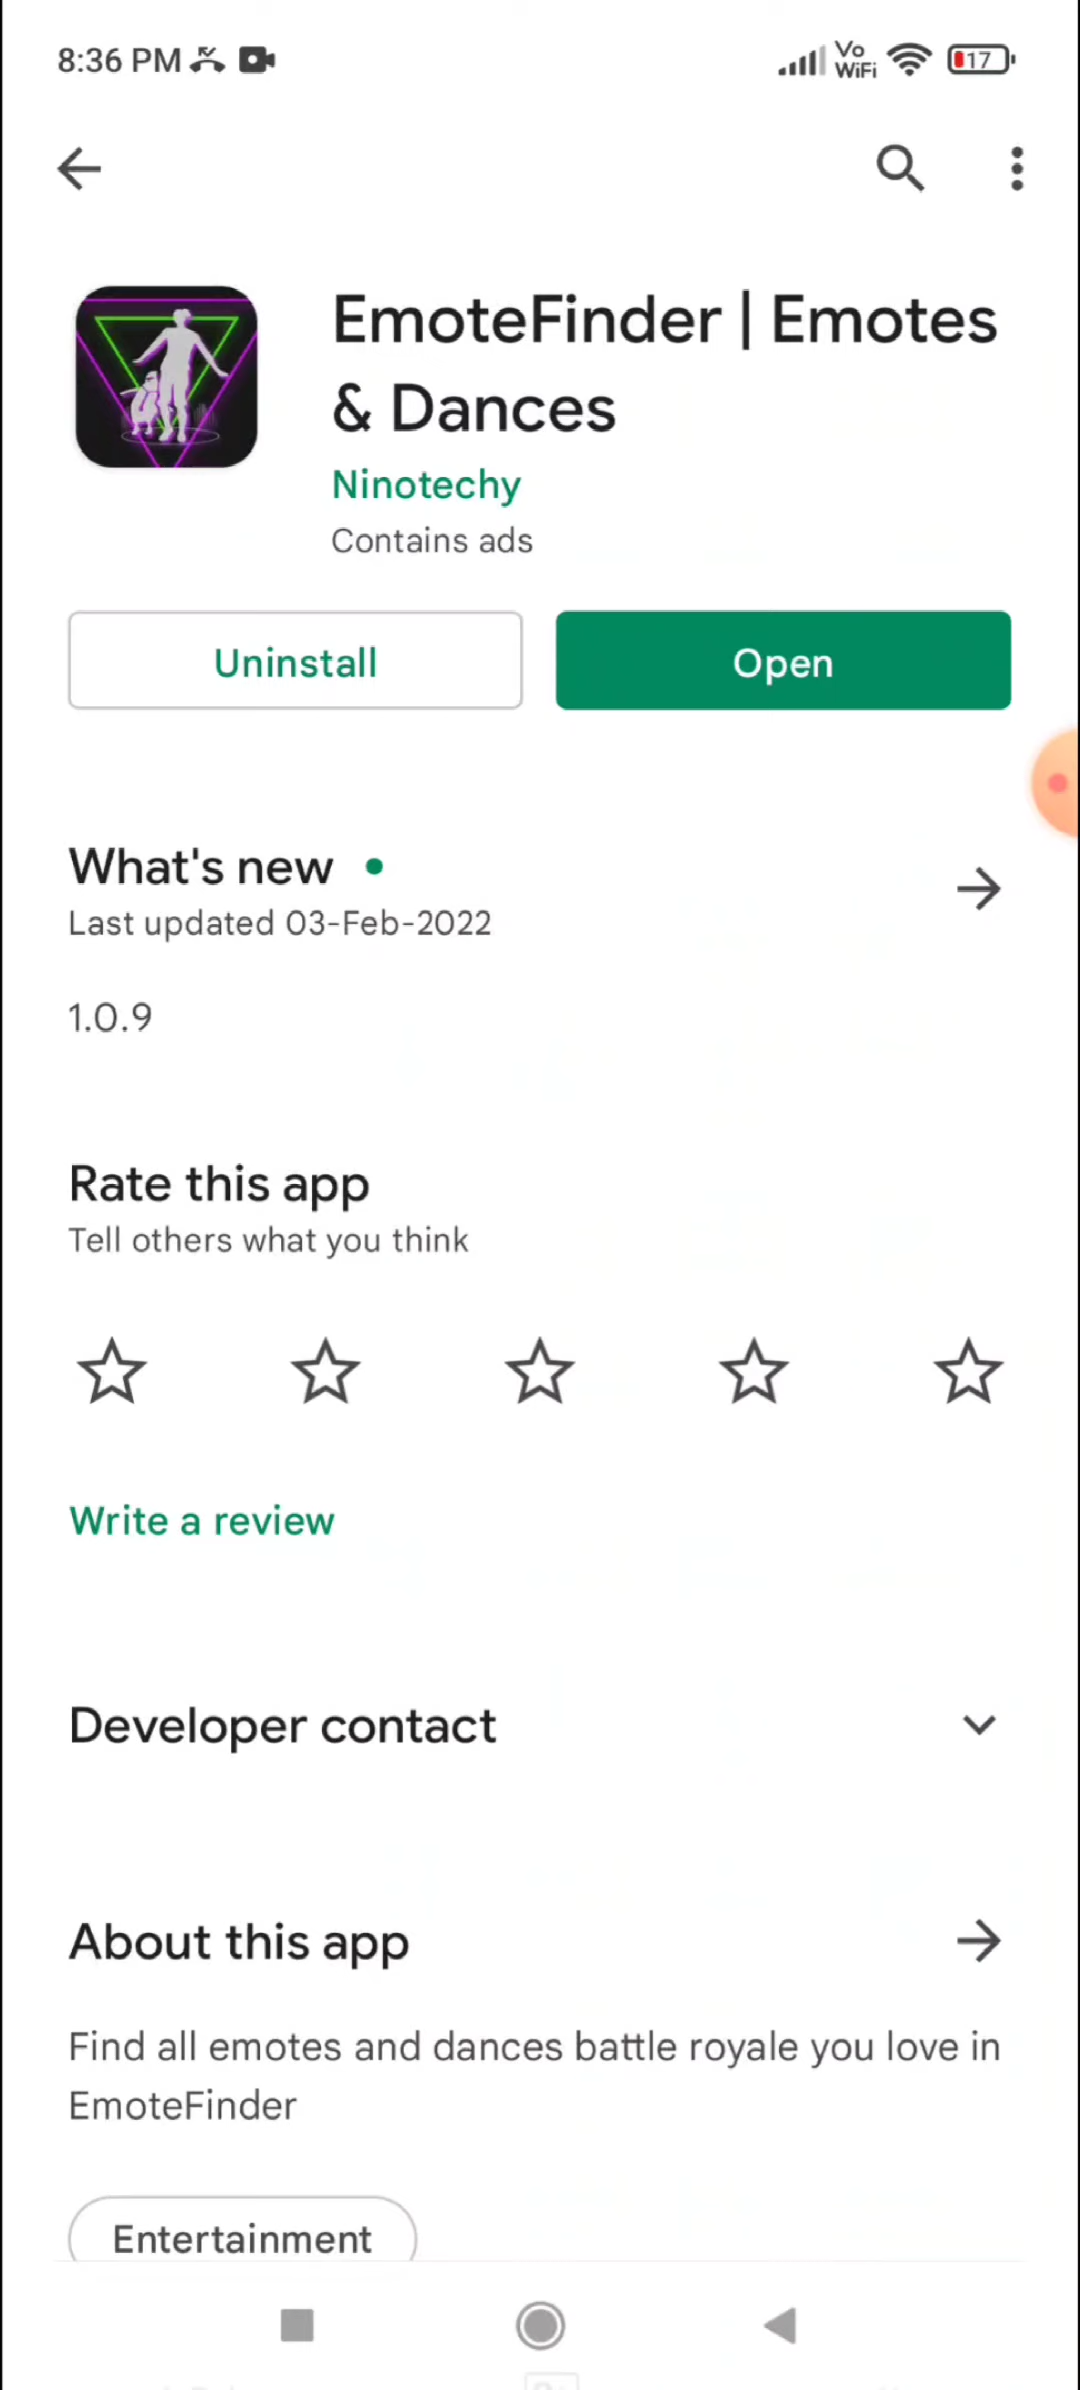 8:36 PM
Vo
WiFi
17
EmoteFinder | Emotes
& Dances
Ninotechy
Contains ads
Uninstall
Open
What's new
Last updated 03-Feb-2022
1.0.9
Rate this app
Tell others what you think
Write a review
Developer contact
About this app
Find all emotes and dances battle royale you love in
EmoteFinder
Entertainment